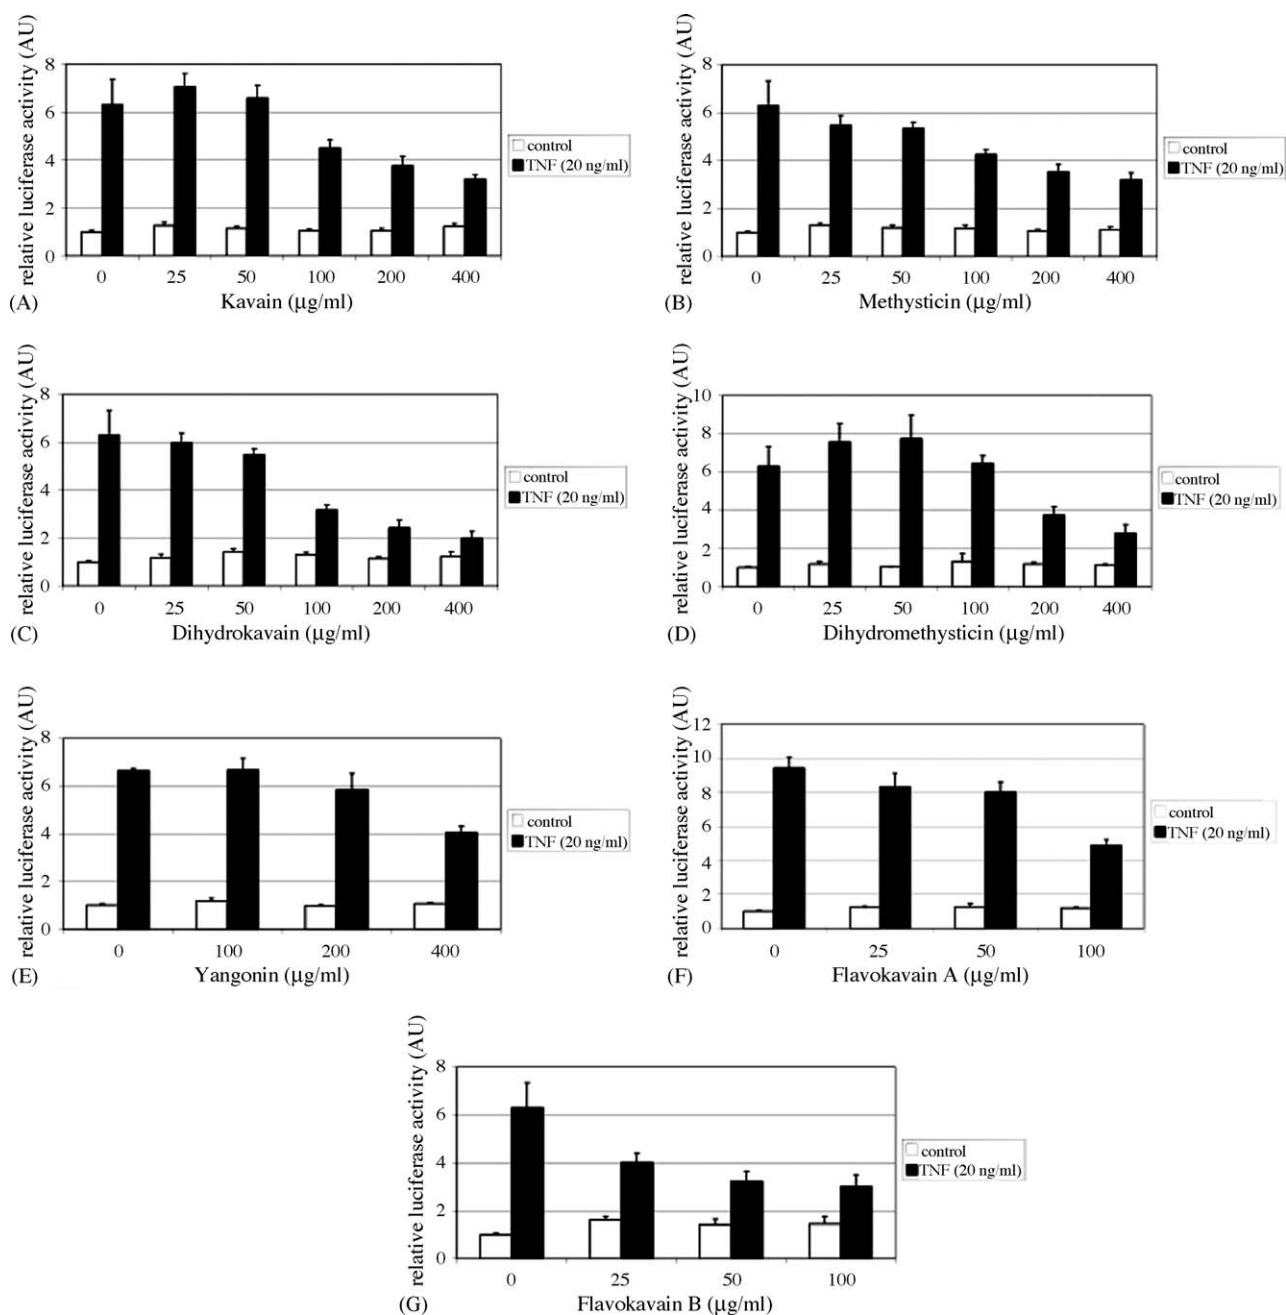 relative luciferase activity (AU)
8
6
4
2
0
0 25 50 100 200 400
Kavain (μg/ml)
control
TNF (20 ng/ml)
(A)
relative luciferase activity (AU)
8
6
4
2
0
0 25 50 100 200 400
Methysticin (μg/ml)
control
TNF (20 ng/ml)
(B)
relative luciferase activity (AU)
8
6
4
2
0
0 25 50 100 200 400
Dihydrokavain (μg/ml)
control
TNF (20 ng/ml)
(C)
relative luciferase activity (AU)
10
8
6
4
2
0
0 25 50 100 200 400
Dihydromethysticin (μg/ml)
control
TNF (20 ng/ml)
(D)
relative luciferase activity (AU)
8
6
4
2
0
0 100 200 400
Yangonin (μg/ml)
control
TNF (20 ng/ml)
(E)
relative luciferase activity (AU)
12
10
8
6
4
2
0
0 25 50 100
Flavokavain A (μg/ml)
control
TNF (20 ng/ml)
(F)
relative luciferase activity (AU)
8
6
4
2
0
0 25 50 100
Flavokavain B (μg/ml)
control
TNF (20 ng/ml)
(G)